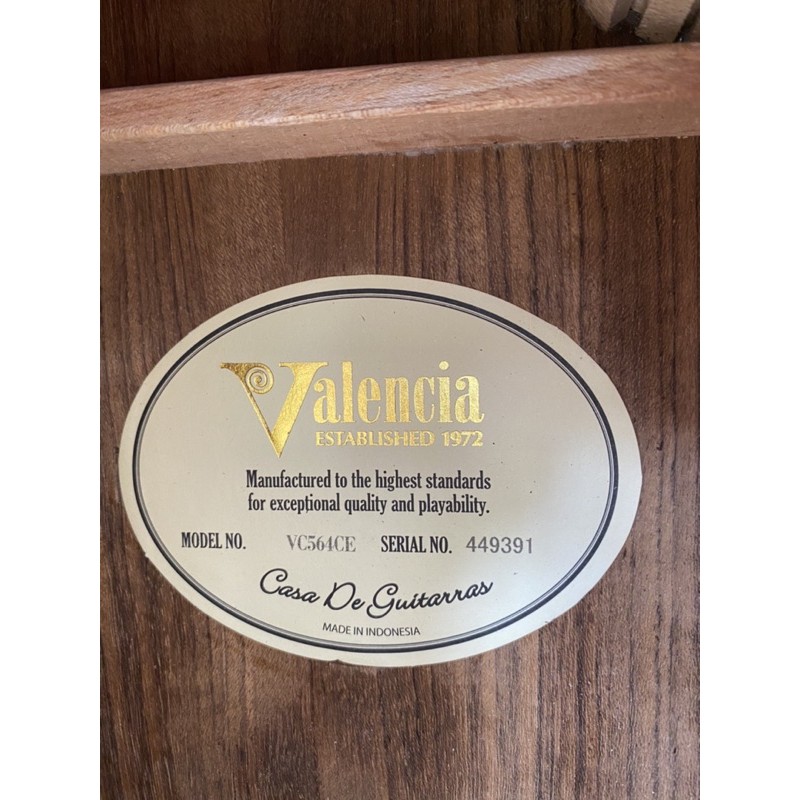 Valencia
ESTABLISHED 1972
Manufactured to the highest standards
for exceptional quality and playability.
MODEL NO. VC564CE SERIAL NO. 449391
Casa De Guitarras
MADE IN INDONESIA